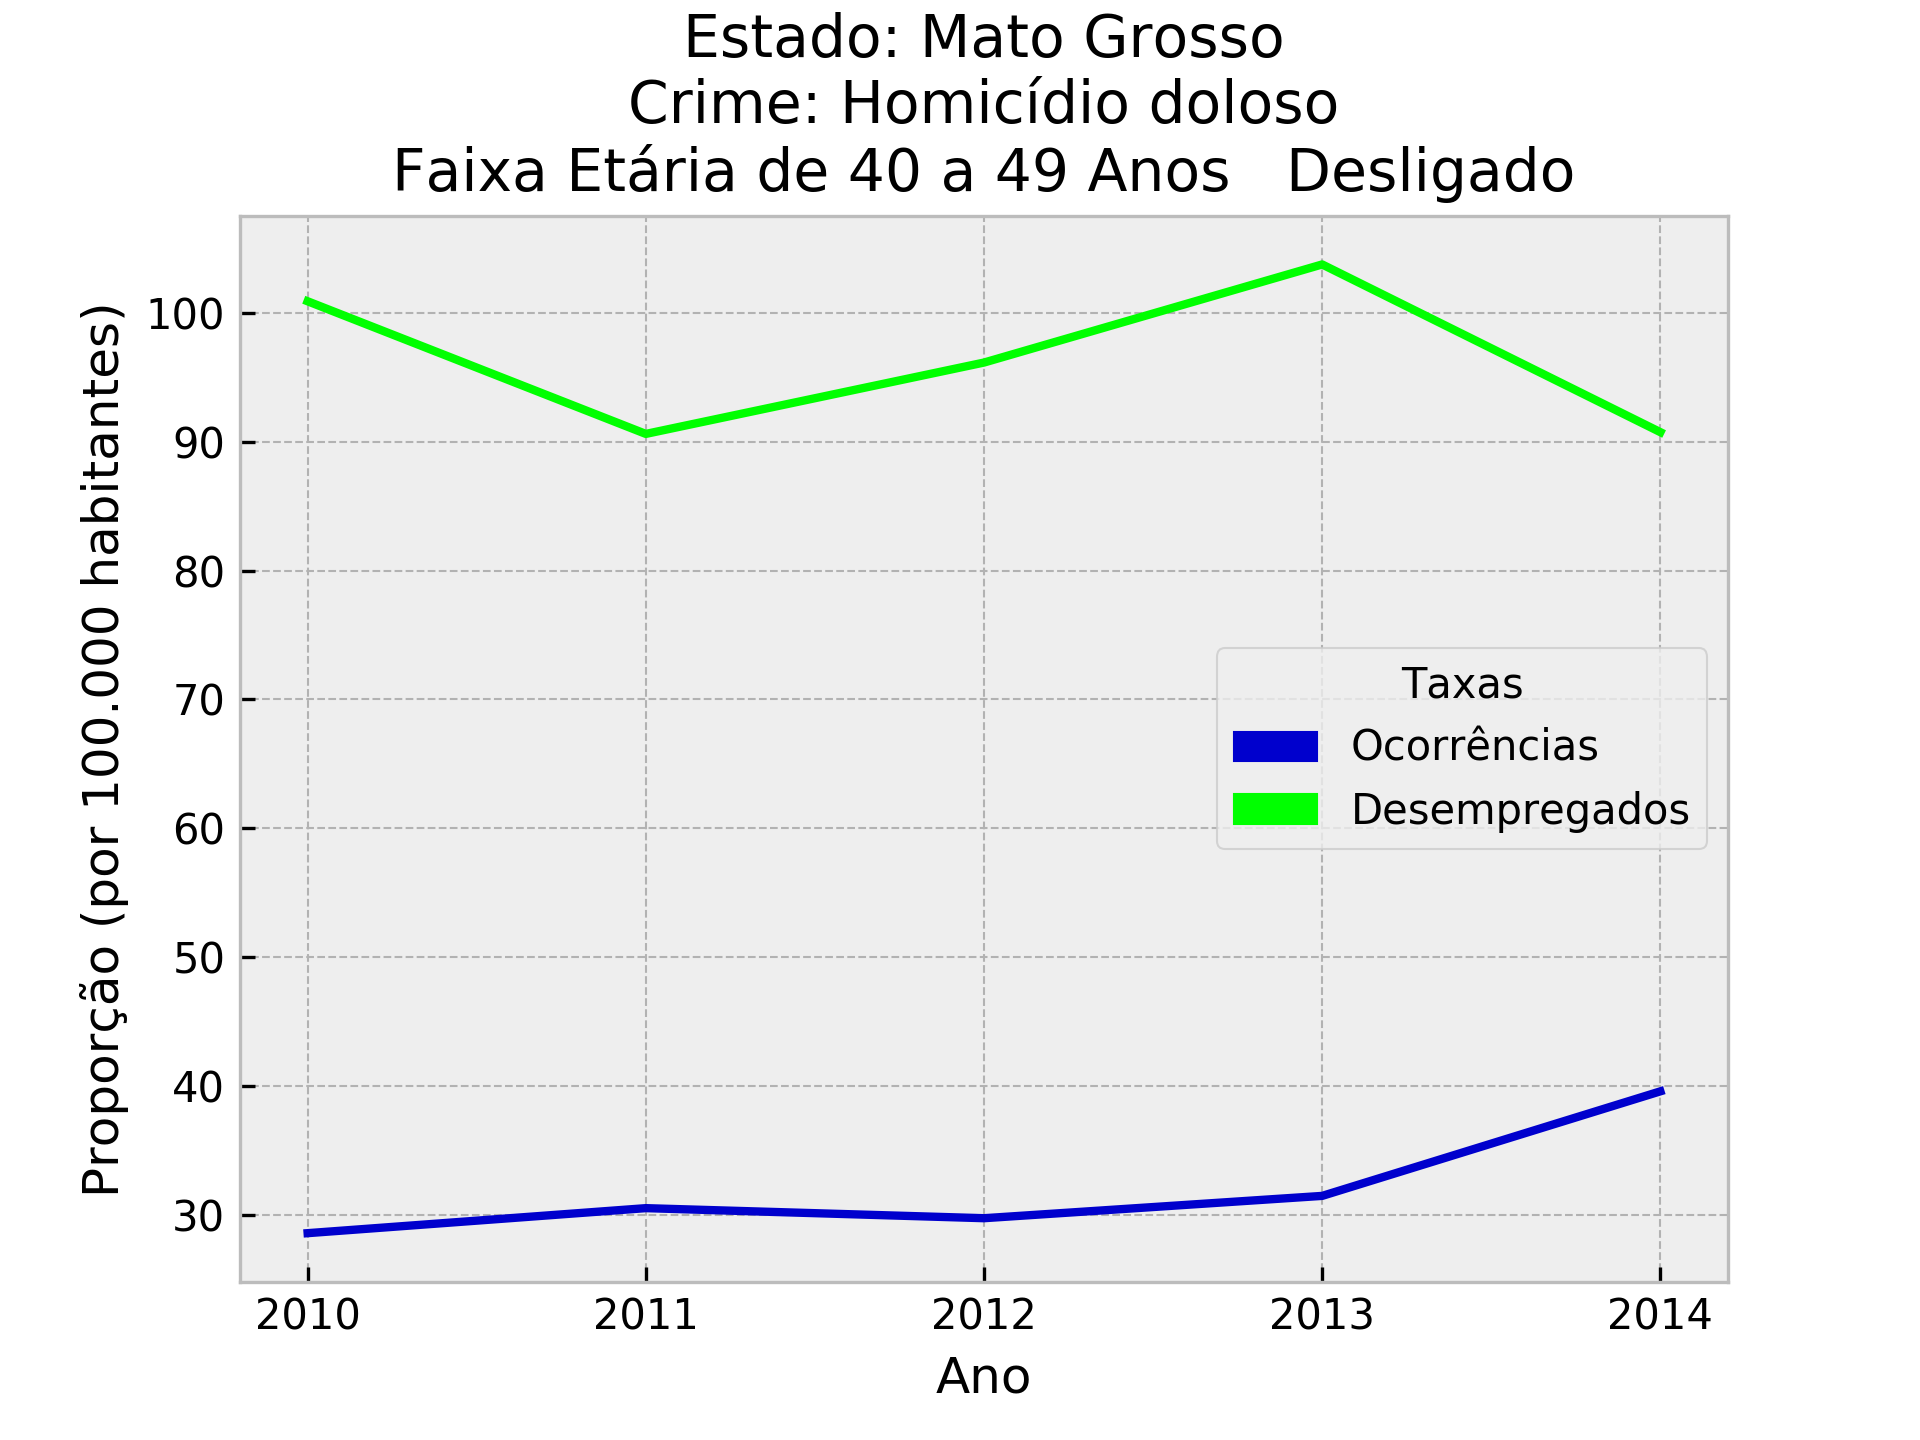 Estado: Mato Grosso
Crime: Homicídio doloso
Faixa Etária de 40 a 49 Anos   Desligado
Proporção (por 100.000 habitantes)
100
90
80
70
60
50
40
30
Taxas
Ocorrências
Desempregados
2010 2011 2012 2013 2014
Ano